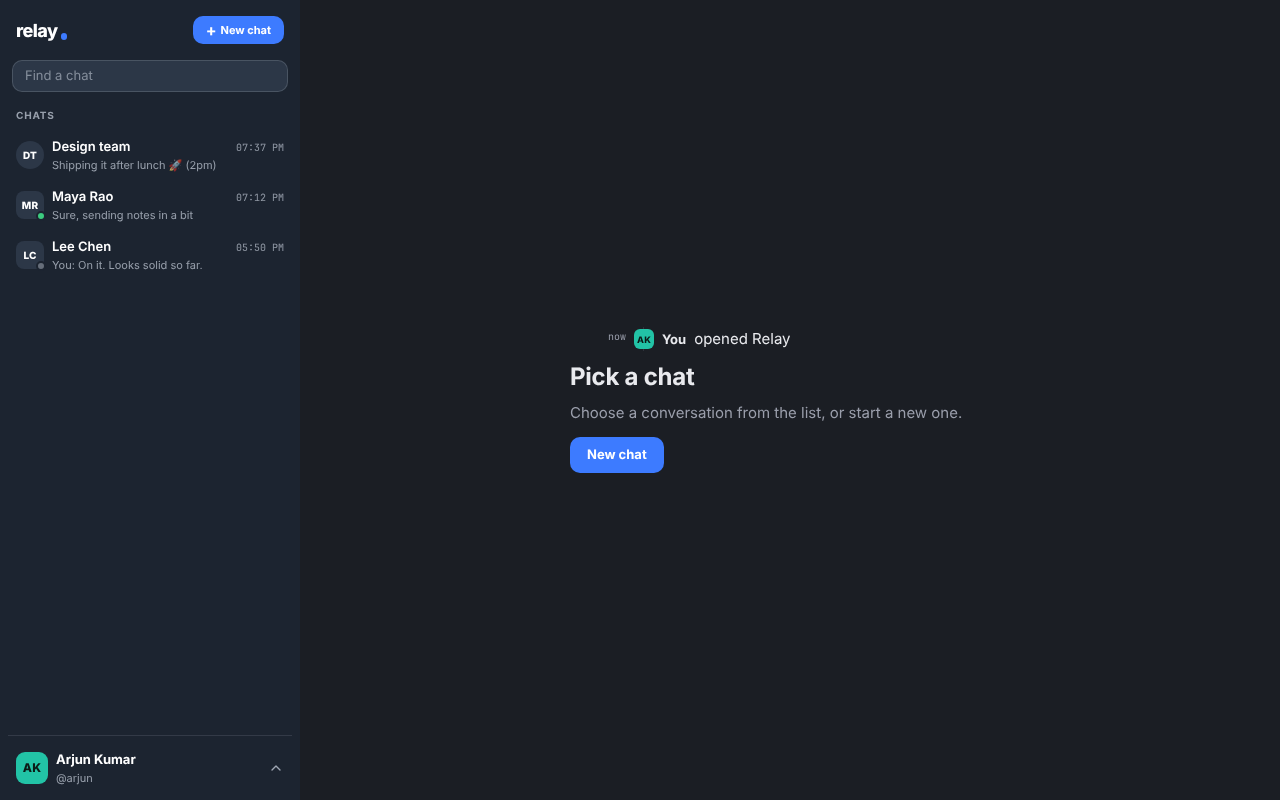 relay.
+ New chat
Find a chat
CHATS
DT Design team 07:37 PM
Shipping it after lunch 🚀 (2pm)
MR Maya Rao 07:12 PM
Sure, sending notes in a bit
LC Lee Chen 05:50 PM
You: On it. Looks solid so far.
now AK You opened Relay
Pick a chat
Choose a conversation from the list, or start a new one.
New chat
AK Arjun Kumar
@arjun